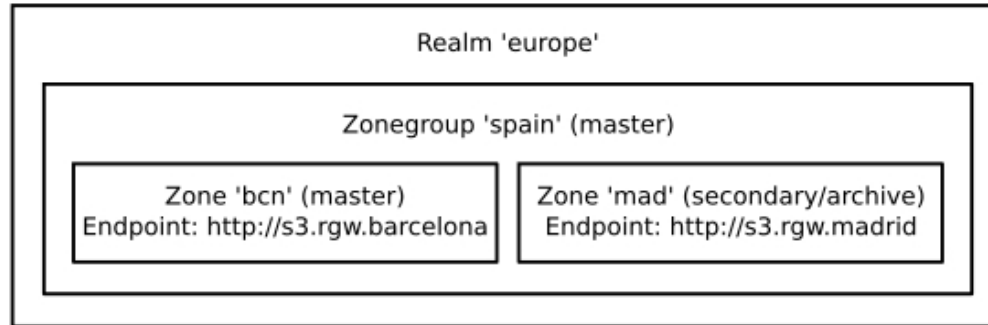 Realm 'europe'
Zonegroup 'spain' (master)
Zone 'bcn' (master)
Endpoint: http://s3.rgw.barcelona
Zone 'mad' (secondary/archive)
Endpoint: http://s3.rgw.madrid